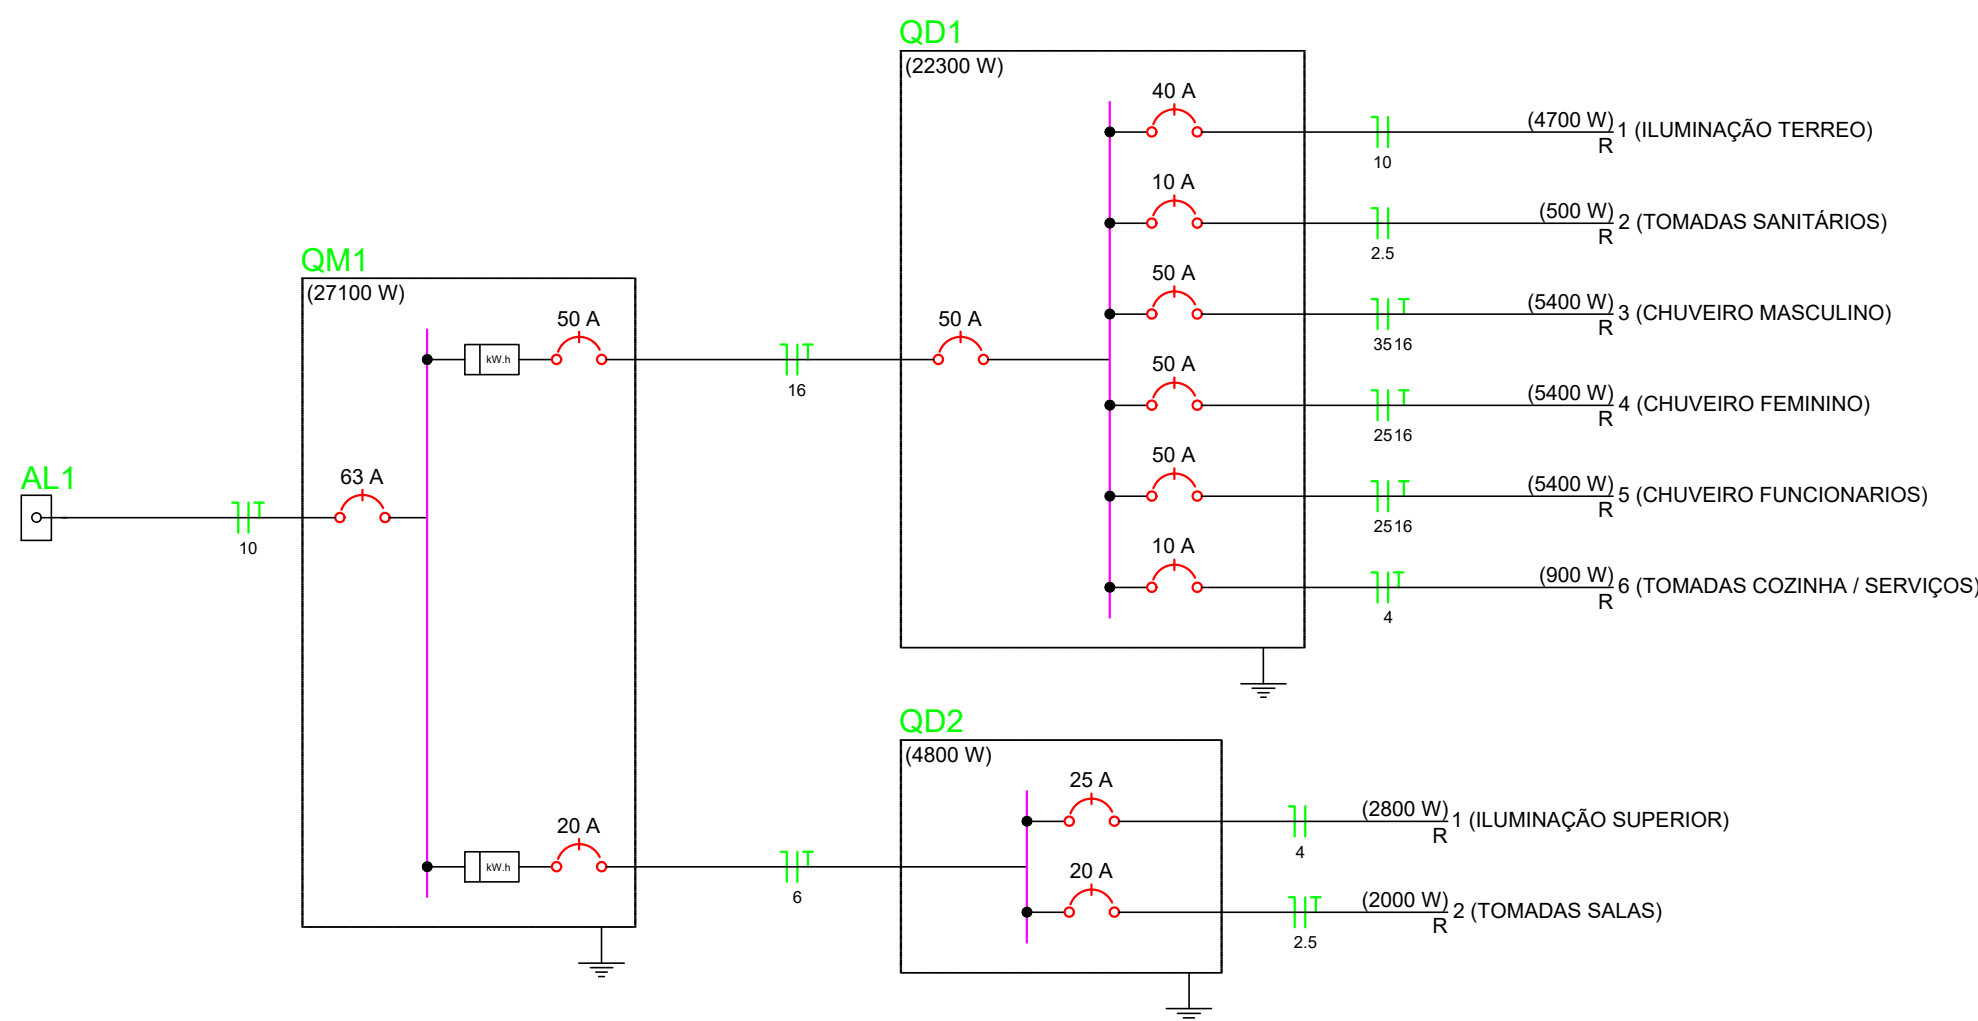 QD1
(22300 W)
40 A
(4700 W)
1 (ILUMINAÇÃO TERREO)
R
10
10 A
(500 W)
2 (TOMADAS SANITÁRIOS)
R
2.5
50 A
(5400 W)
3 (CHUVEIRO MASCULINO)
R
35 16
50 A
(5400 W)
4 (CHUVEIRO FEMININO)
R
25 16
50 A
(5400 W)
5 (CHUVEIRO FUNCIONARIOS)
R
25 16
10 A
(900 W)
6 (TOMADAS COZINHA / SERVIÇOS)
R
4
50 A
QM1
(27100 W)
50 A
kW.h
16
63 A
AL1
10
20 A
kW.h
6
QD2
(4800 W)
25 A
(2800 W)
1 (ILUMINAÇÃO SUPERIOR)
R
4
20 A
(2000 W)
2 (TOMADAS SALAS)
R
2.5